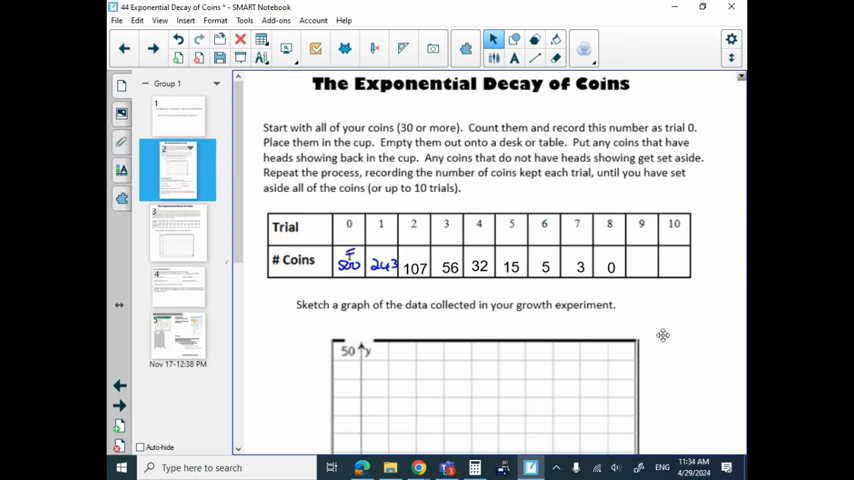 44 Exponential Decay of Coins * - SMART Notebook
File Edit View Insert Format Tools Add-ons Account Help
Group 1
1
2
3
4
5
Nov 17-12:38 PM
Auto-hide
The Exponential Decay of Coins
Start with all of your coins (30 or more). Count them and record this number as trial 0.
Place them in the cup. Empty them out onto a desk or table. Put any coins that have
heads showing back in the cup. Any coins that do not have heads showing get set aside.
Repeat the process, recording the number of coins kept each trial, until you have set
aside all of the coins (or up to 10 trials).
Trial 0 1 2 3 4 5 6 7 8 9 10
# Coins 500 243 107 56 32 15 5 3 0
Sketch a graph of the data collected in your growth experiment.
50 y
Type here to search
ENG
11:34 AM
4/29/2024